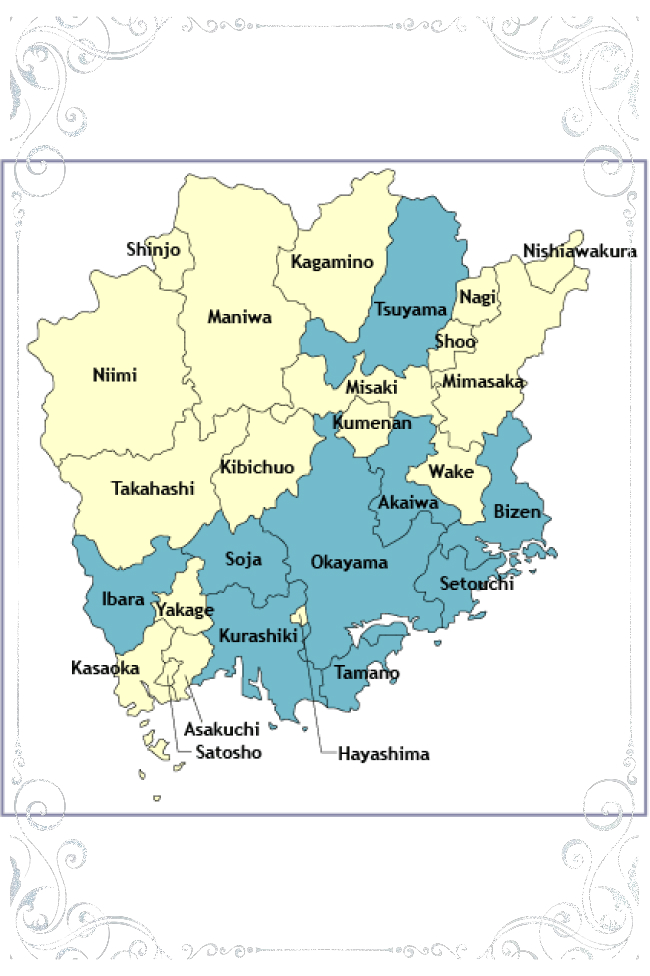 Shinjo
Nishiawakura
Kagamino
Nagi
Tsuyama
Maniwa
Shoo
Niimi
Mimasaka
Misaki
Kumenan
Kibichuo
Wake
Takahashi
Akaiwa
Bizen
Soja
Okayama
Setouchi
Ibara
Yakage
Kurashiki
Kasaoka
Tamano
Asakuchi
Satosho
Hayashima